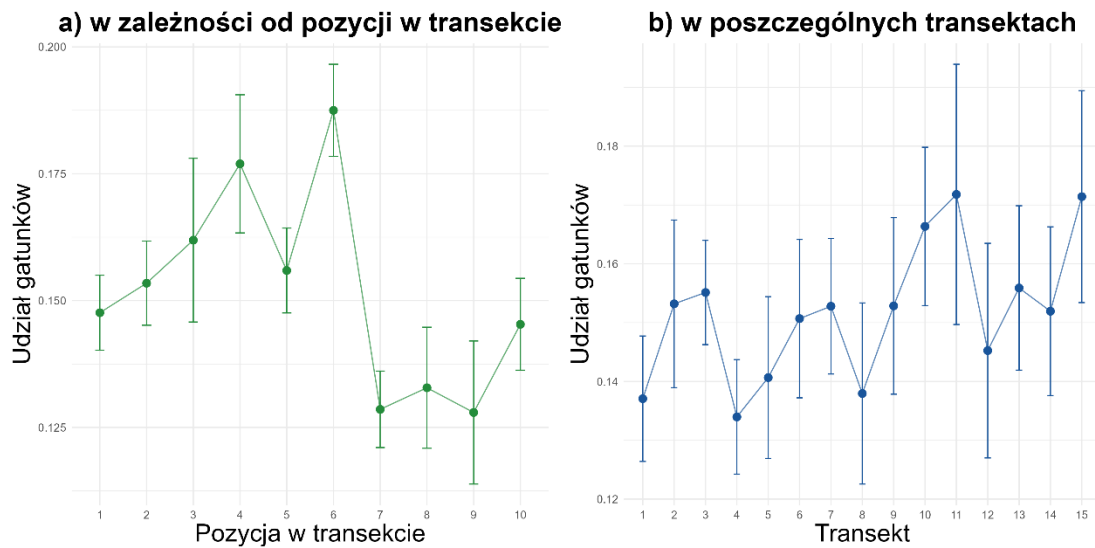 a) w zależności od pozycji w transekcie
0.200
0.175
0.150
0.125
Udział gatunków
1 2 3 4 5 6 7 8 9 10
Pozycja w transekcie
b) w poszczególnych transektach
0.18
0.16
0.14
0.12
Udział gatunków
1 2 3 4 5 6 7 8 9 10 11 12 13 14 15
Transekt